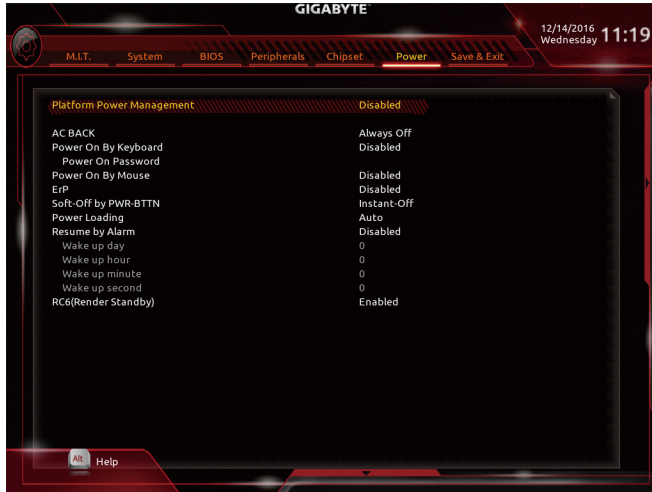 GIGABYTE™
12/14/2016 11:19
Wednesday
M.I.T. System BIOS Peripherals Chipset Power Save & Exit
Platform Power Management Disabled
AC BACK Always Off
Power On By Keyboard Disabled
Power On Password
Power On By Mouse Disabled
ErP Disabled
Soft-Off by PWR-BTTN Instant-Off
Power Loading Auto
Resume by Alarm Disabled
Wake up day 0
Wake up hour 0
Wake up minute 0
Wake up second 0
RC6(Render Standby) Enabled
Alt Help